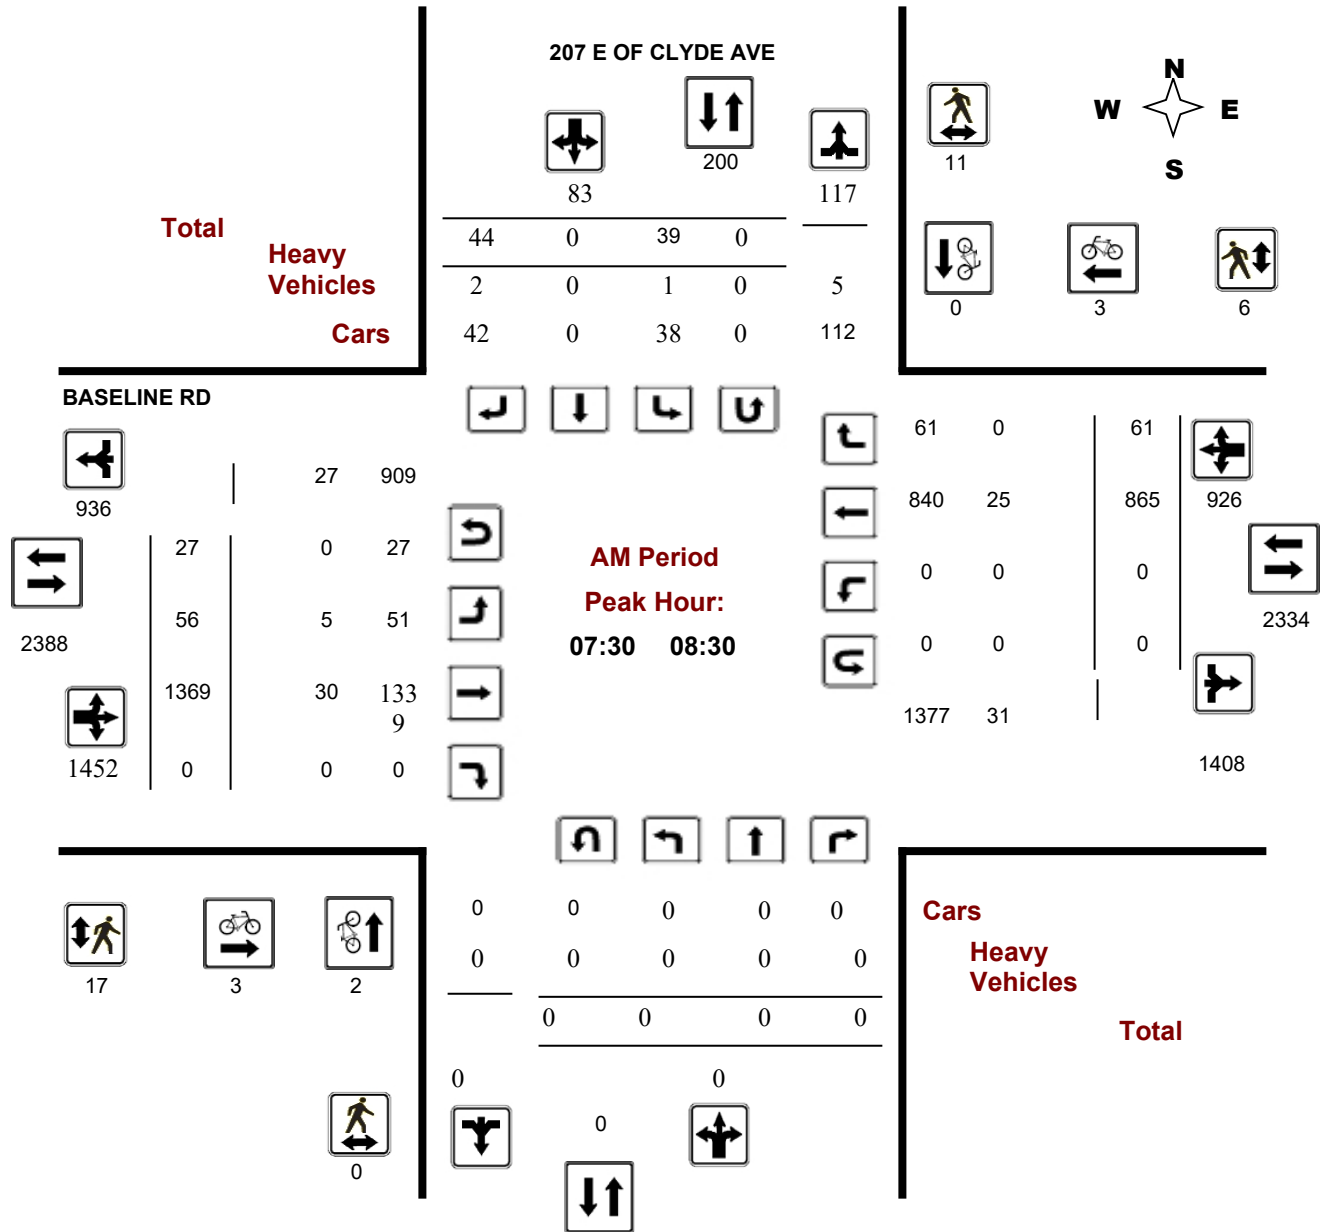 207 E OF CLYDE AVE
N
W E
S
200
11
83
117
Total
44 0 39 0
Heavy
Vehicles
2 0 1 0 5
0 3 6
Cars
42 0 38 0 112
BASELINE RD
61 0 61
27 909
936
840 25 865 926
27 0 27
AM Period
0 0 0
Peak Hour:
56 5 51
2334
2388
07:30 08:30
0 0 0
1369 30 133
9
1377 31
1452 0 0 0
1408
0 0 0 0 0
Cars
0 0 0 0 0
Heavy
Vehicles
17 3 2
0 0 0 0
Total
0 0
0
0